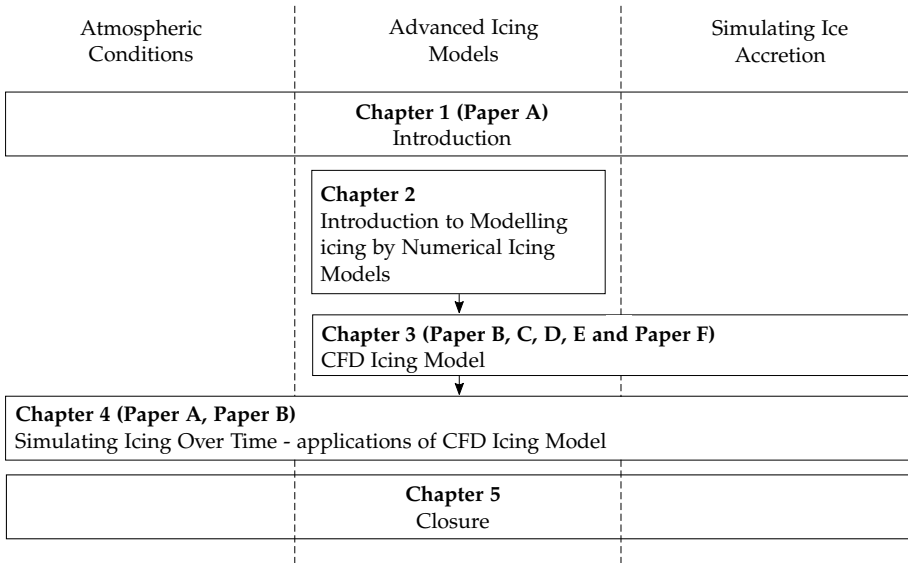 Atmospheric
Conditions
Advanced Icing
Models
Simulating Ice
Accretion
Chapter 1 (Paper A)
Introduction
Chapter 2
Introduction to Modelling
icing by Numerical Icing
Models
Chapter 3 (Paper B, C, D, E and Paper F)
CFD Icing Model
Chapter 4 (Paper A, Paper B)
Simulating Icing Over Time - applications of CFD Icing Model
Chapter 5
Closure